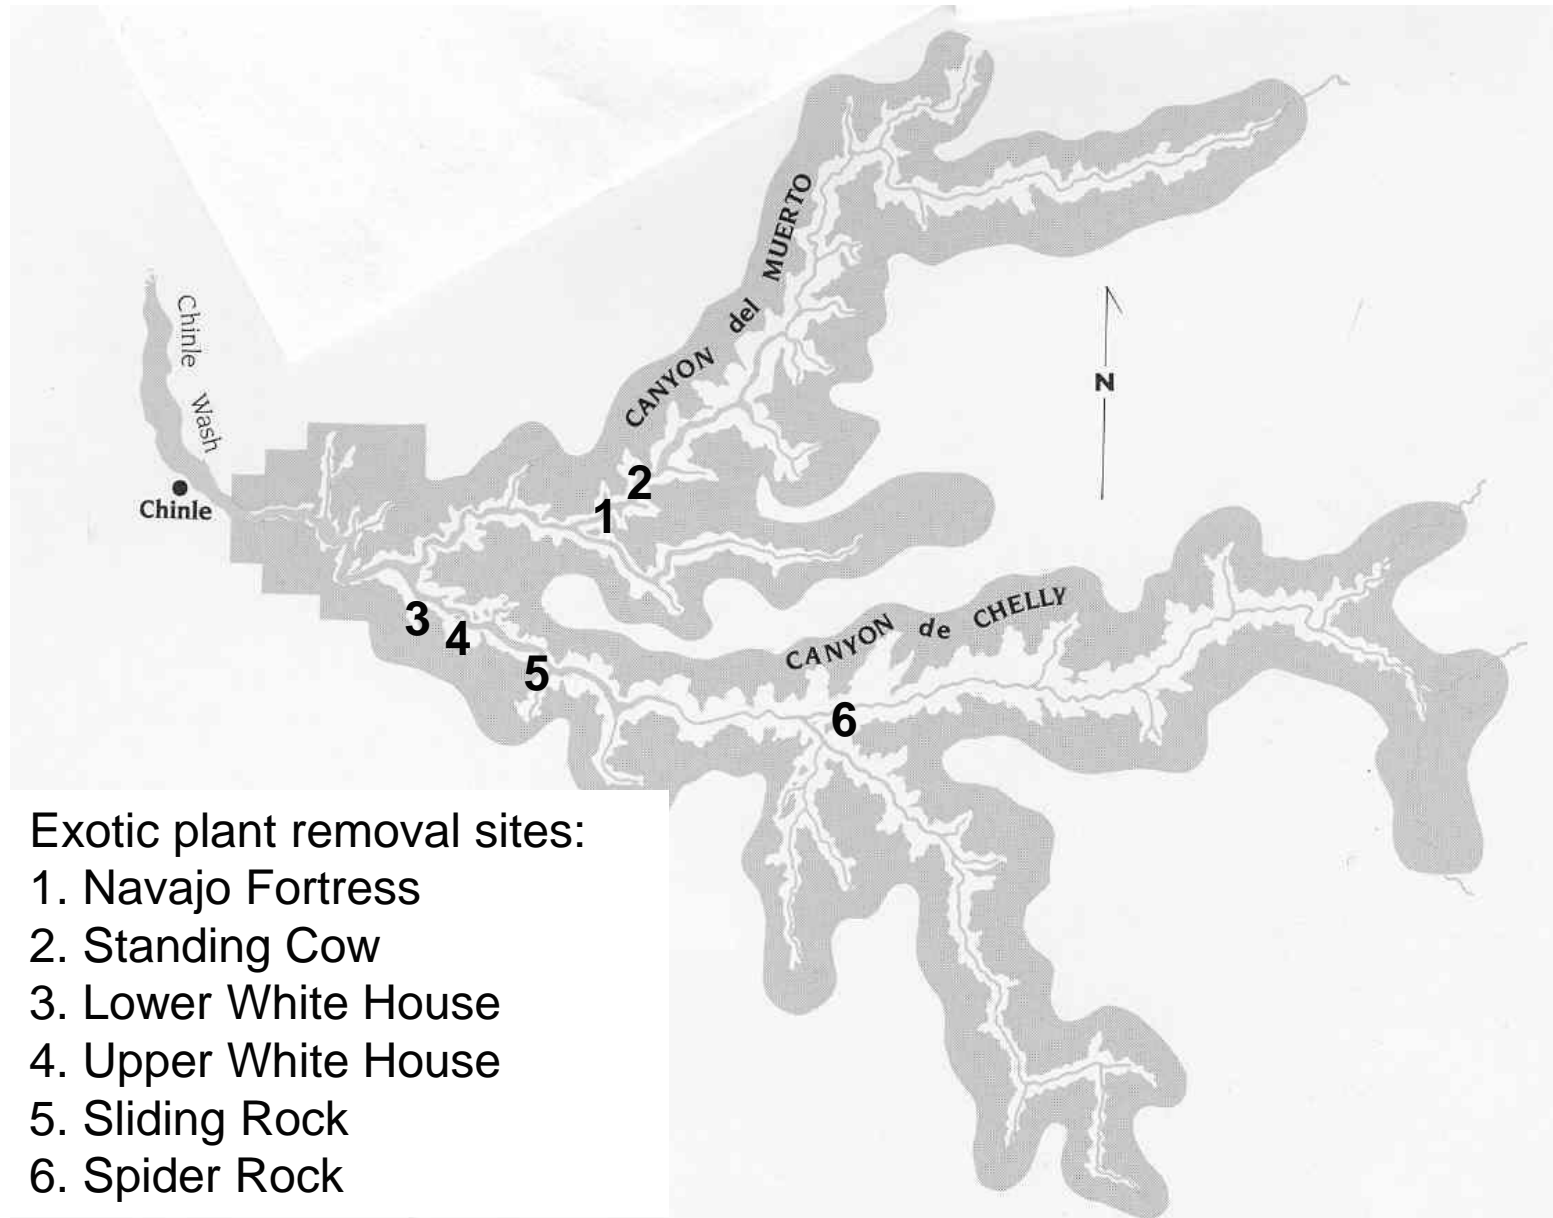 CANYON del MUERTO
Chinle Wash
N
Chinle
2
1
CANYON de CHELLY
3
4
5
6
Exotic plant removal sites:
1. Navajo Fortress
2. Standing Cow
3. Lower White House
4. Upper White House
5. Sliding Rock
6. Spider Rock